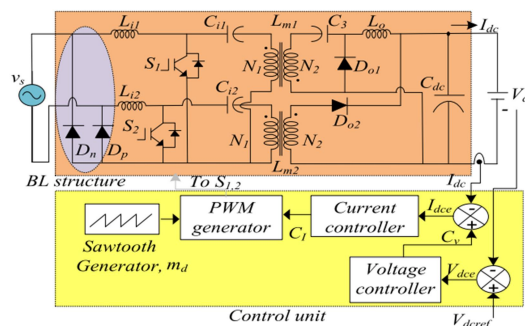 L_i1 C_i1 L_m1 C_3 L_o I_dc
v_s S_1 N_1 N_2 D_o1 C_dc
L_i2 C_i2
S_2 D_o2
D_n D_p N_1 N_2
L_m2
BL structure To S_1,2 I_dc
PWM generator
Current controller
I_dce
C_I C_v
Sawtooth Generator, m_d
Voltage controller
V_dce
Control unit V_dcref